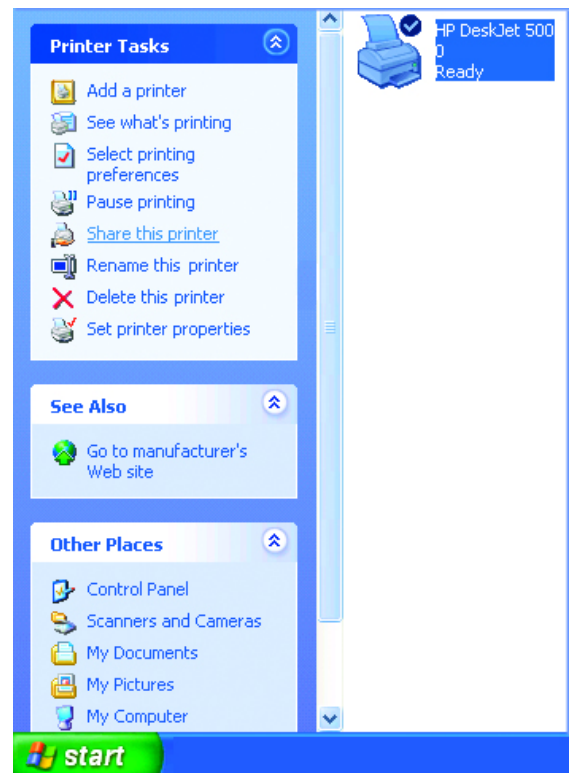 Printer Tasks
Add a printer
See what's printing
Select printing
preferences
Pause printing
Share this printer
Rename this printer
Delete this printer
Set printer properties
See Also
Go to manufacturer's
Web site
Other Places
Control Panel
Scanners and Cameras
My Documents
My Pictures
My Computer
HP DeskJet 500
0
Ready
start